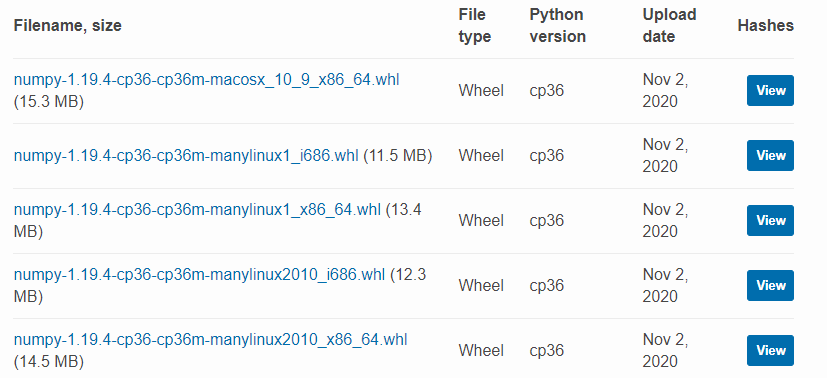 Filename, size File type Python version Upload date Hashes
numpy-1.19.4-cp36-cp36m-macosx_10_9_x86_64.whl
(15.3 MB) Wheel cp36 Nov 2, 2020 View
numpy-1.19.4-cp36-cp36m-manylinux1_i686.whl (11.5 MB) Wheel cp36 Nov 2, 2020 View
numpy-1.19.4-cp36-cp36m-manylinux1_x86_64.whl (13.4
MB) Wheel cp36 Nov 2, 2020 View
numpy-1.19.4-cp36-cp36m-manylinux2010_i686.whl (12.3
MB) Wheel cp36 Nov 2, 2020 View
numpy-1.19.4-cp36-cp36m-manylinux2010_x86_64.whl
(14.5 MB) Wheel cp36 Nov 2, 2020 View